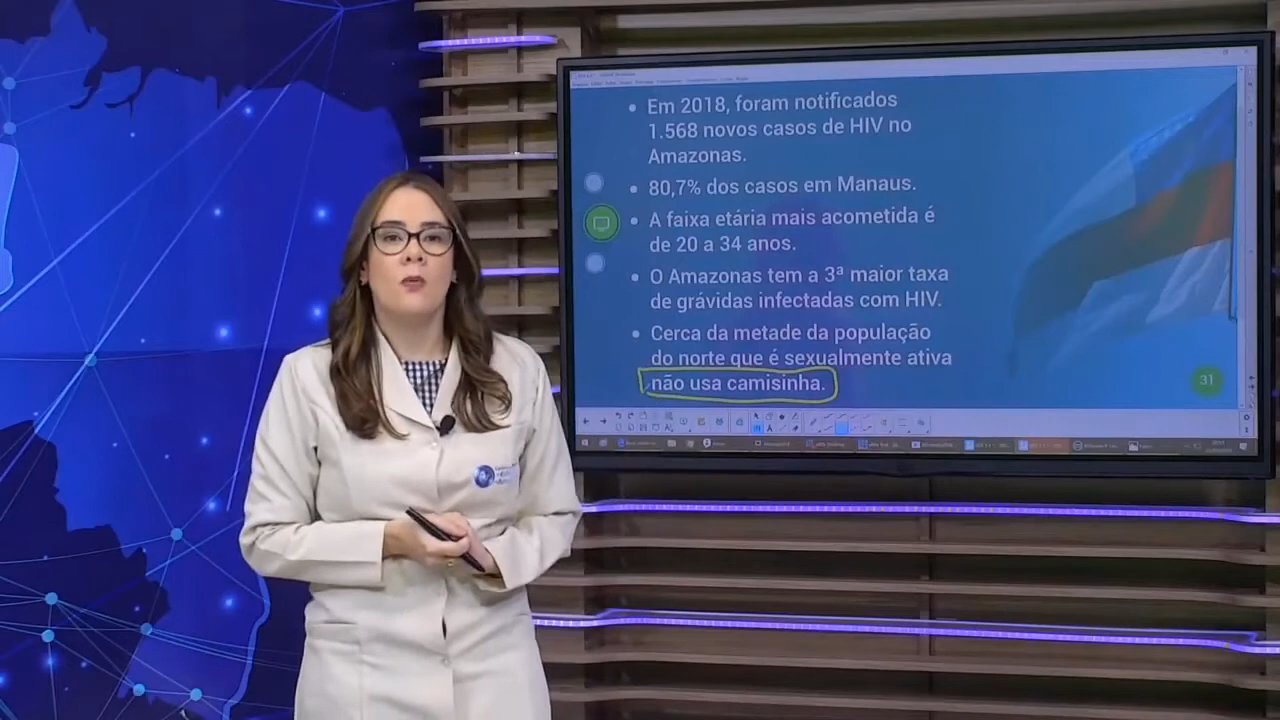 Em 2018, foram notificados
1.568 novos casos de HIV no
Amazonas.
80,7% dos casos em Manaus.
A faixa etária mais acometida é
de 20 a 34 anos.
O Amazonas tem a 3ª maior taxa
de grávidas infectadas com HIV.
Cerca da metade da população
do norte que é sexualmente ativa
não usa camisinha.
31